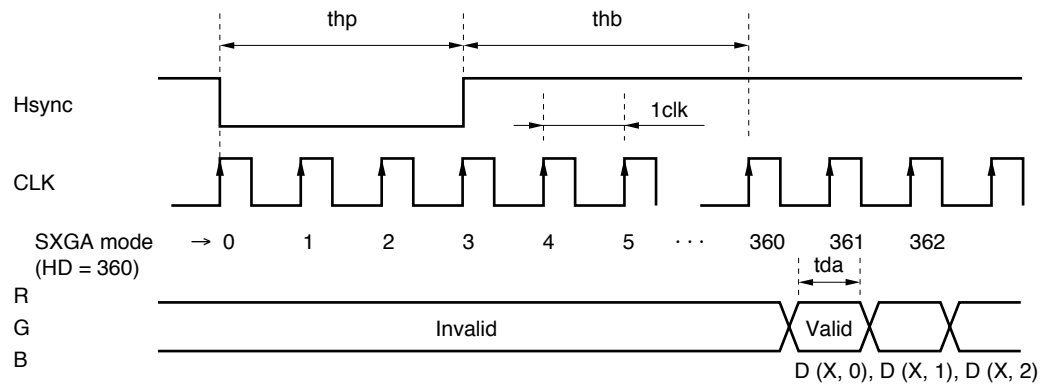 thp
thb
Hsync
1clk
CLK
SXGA mode → 0 1 2 3 4 5 · · · 360 361 362
(HD = 360)
tda
R
G Invalid Valid
B
D (X, 0), D (X, 1), D (X, 2)